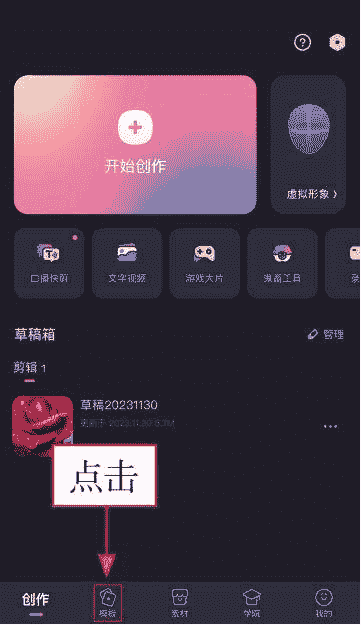 开始创作
虚拟形象 >
口播快剪
文字视频
游戏大片
素材工具
草稿箱
管理
剪辑 1
草稿20231130
点击
创作
模板
素材
学院
我的